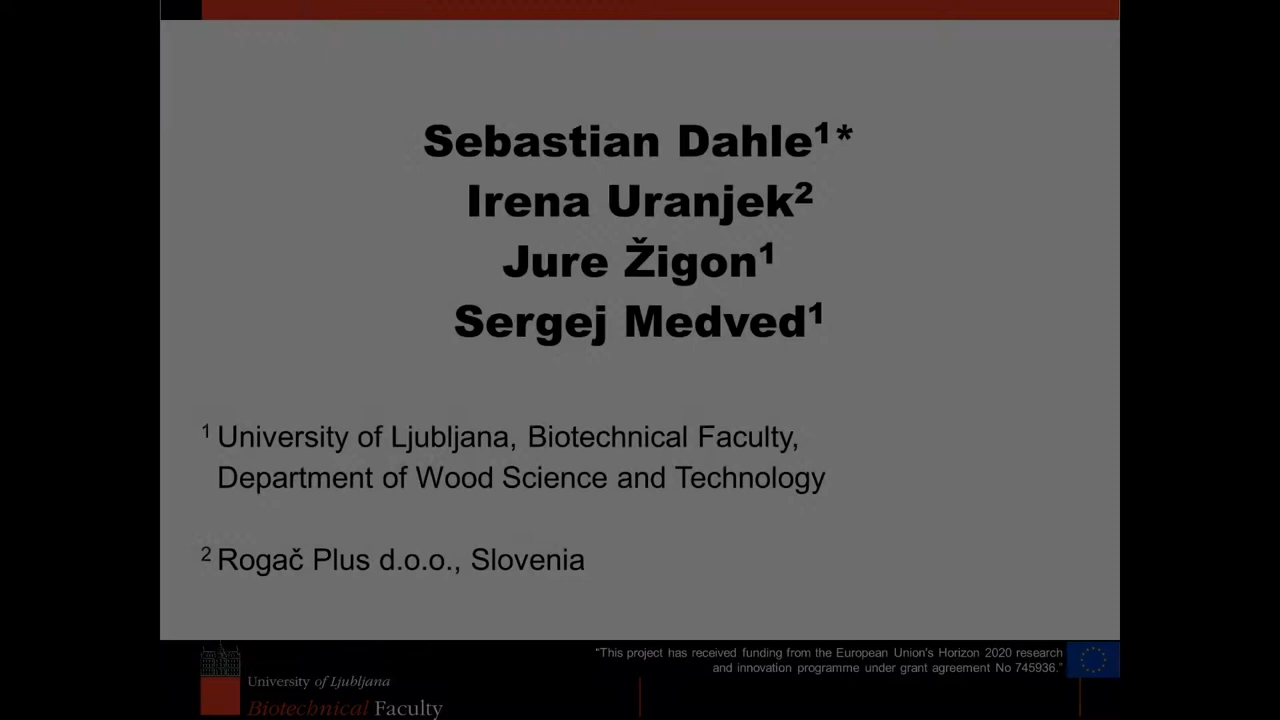 Sebastian Dahle¹*
Irena Uranjek²
Jure Žigon¹
Sergej Medved¹
¹ University of Ljubljana, Biotechnical Faculty,
Department of Wood Science and Technology
² Rogač Plus d.o.o., Slovenia
"This project has received funding from the European Union's Horizon 2020 research
and innovation programme under grant agreement No 745936."
University of Ljubljana
Biotechnical Faculty